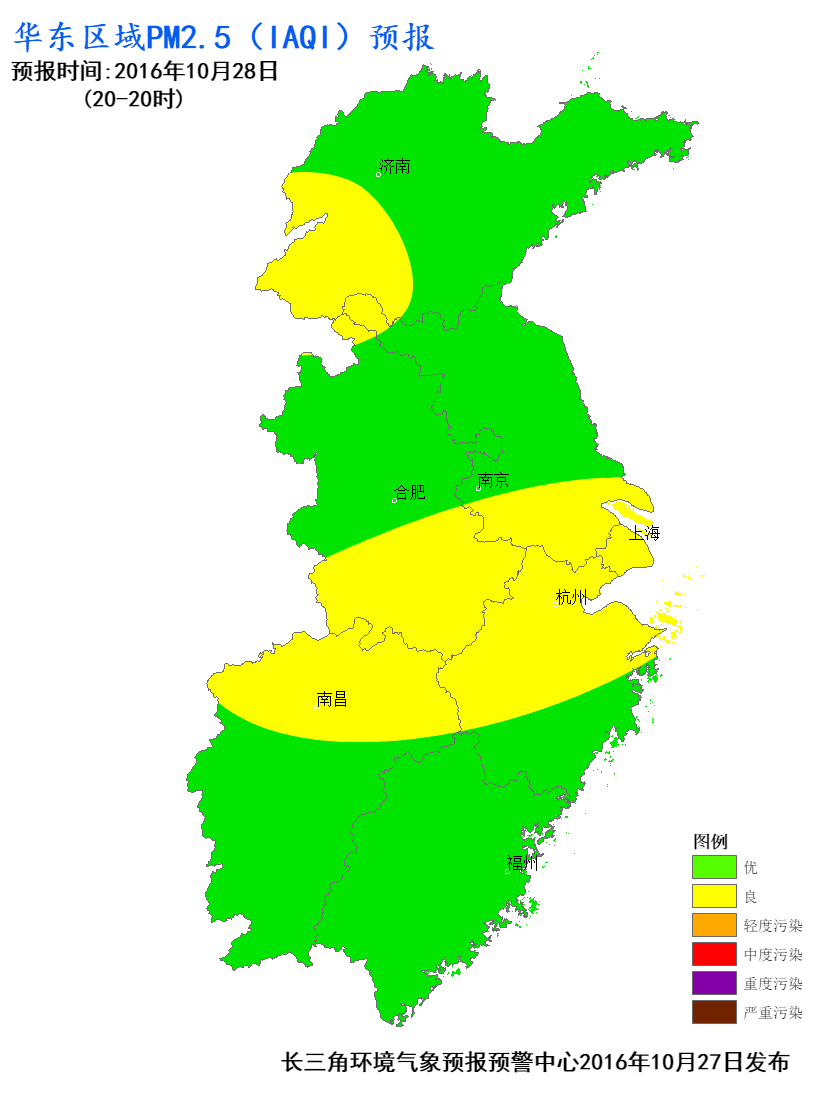 华东区域PM2.5（IAQI）预报
预报时间:2016年10月28日
(20-20时)
济南
南京
合肥
上海
杭州
南昌
福州
图例
优
良
轻度污染
中度污染
重度污染
严重污染
长三角环境气象预报预警中心2016年10月27日发布